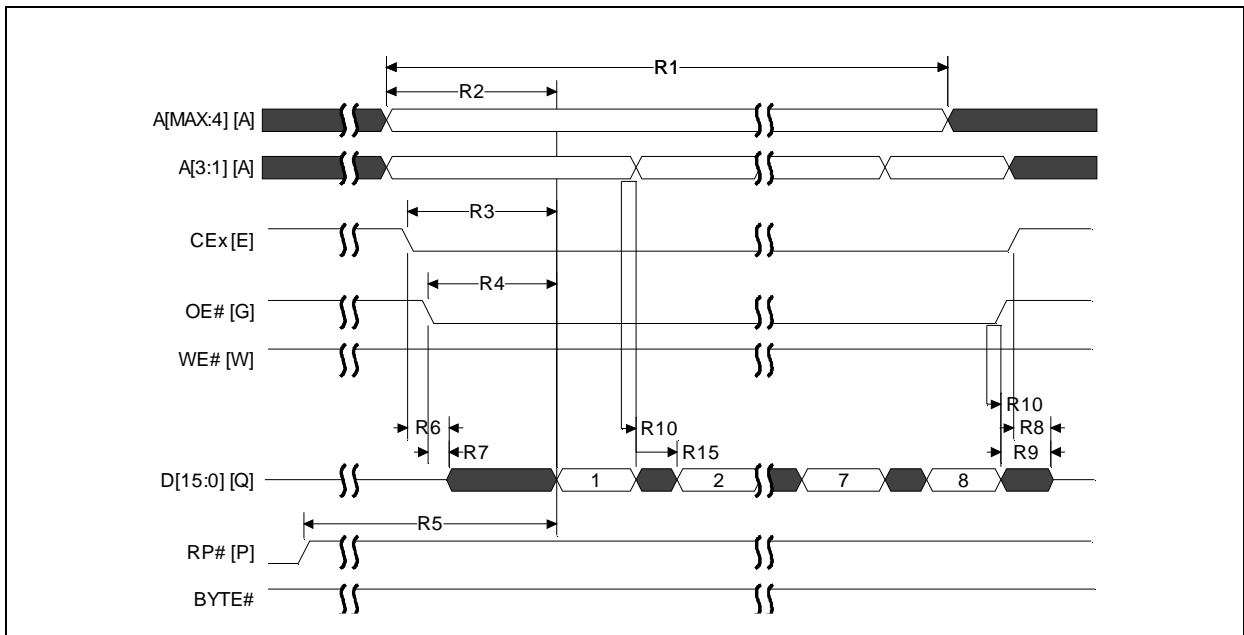 R1
R2
A[MAX:4] [A]
A[3:1] [A]
R3
CEx [E]
R4
OE# [G]
WE# [W]
R10
R6 R10 R8
R7 R15 R9
D[15:0] [Q] 1 2 7 8
R5
RP# [P]
BYTE#